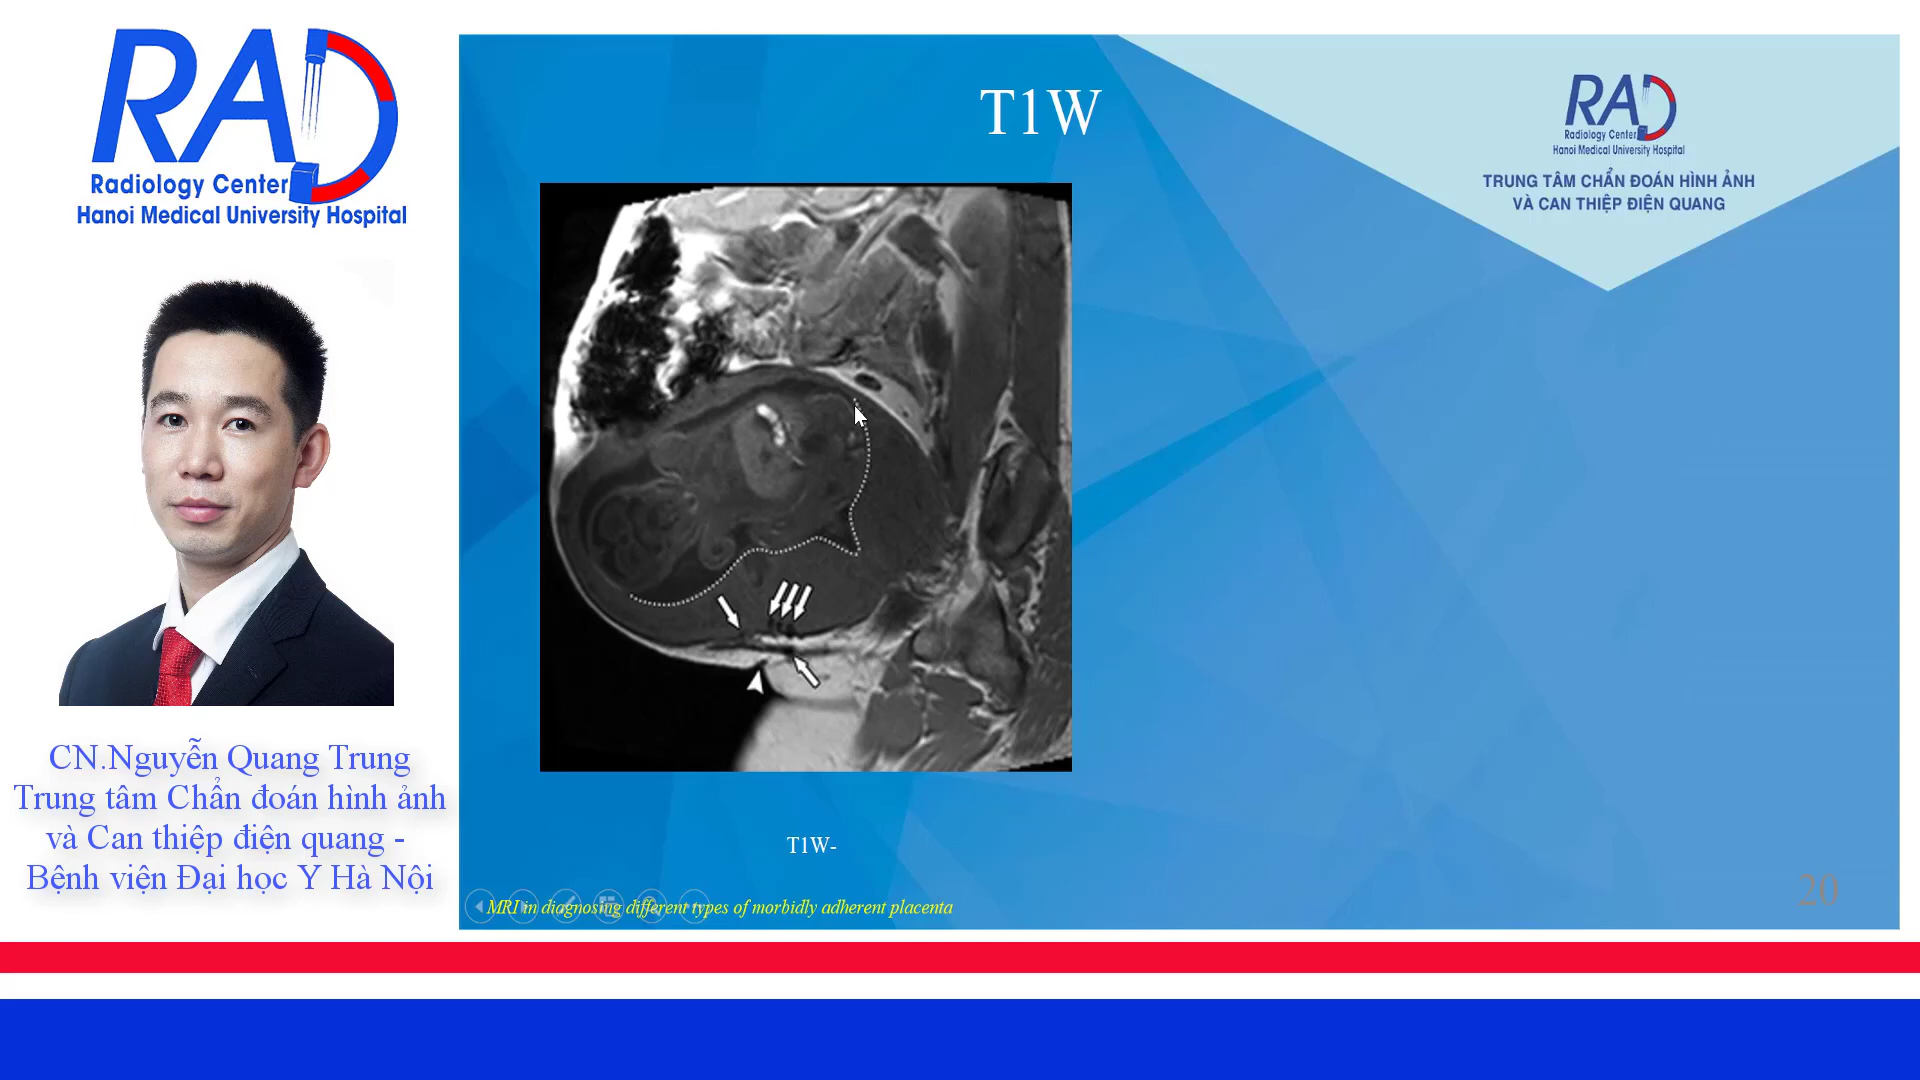 RAD
Radiology Center
Hanoi Medical University Hospital
CN.Nguyễn Quang Trung
Trung tâm Chẩn đoán hình ảnh
và Can thiệp điện quang -
Bệnh viện Đại học Y Hà Nội
T1W
RAD
Radiology Center
Hanoi Medical University Hospital
TRUNG TÂM CHẨN ĐOÁN HÌNH ẢNH
VÀ CAN THIỆP ĐIỆN QUANG
T1W-
MRI in diagnosing different types of morbidly adherent placenta
20